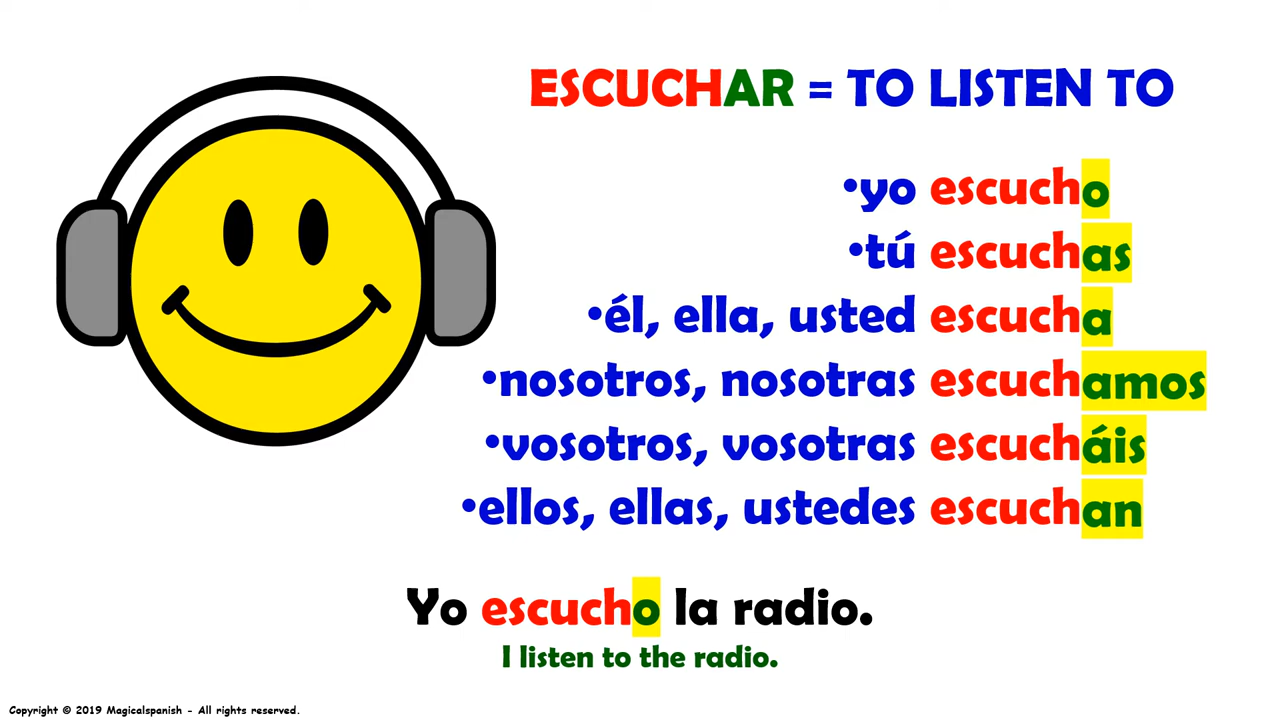 ESCUCHAR = TO LISTEN TO
•yo escucho
•tú escuchas
•él, ella, usted escucha
•nosotros, nosotras escuchamos
•vosotros, vosotras escucháis
•ellos, ellas, ustedes escuchan
Yo escucho la radio.
I listen to the radio.
Copyright © 2019 Magicalspanish - All rights reserved.